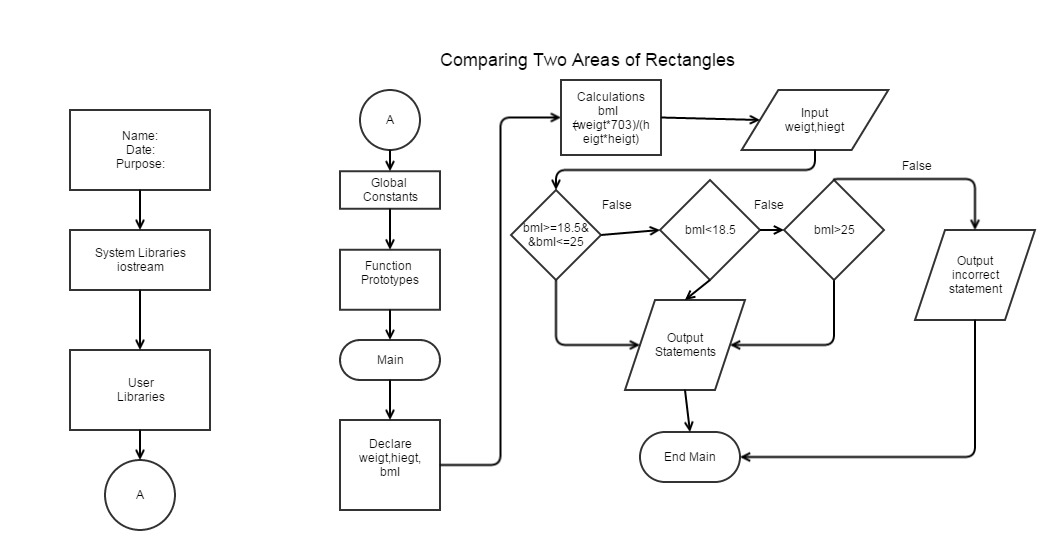 Comparing Two Areas of Rectangles
Name:
Date:
Purpose:
System Libraries
iostream
User
Libraries
A
A
Global
Constants
Function
Prototypes
Main
Declare
weigt,hiegt,
bmI
Calculations
bmI
=(weigt*703)/(h
eigt*heigt)
Input
weigt,hiegt
bmI>=18.5&
&bmI<=25
False
bmI<18.5
False
bmI>25
False
Output
incorrect
statement
Output
Statements
End Main